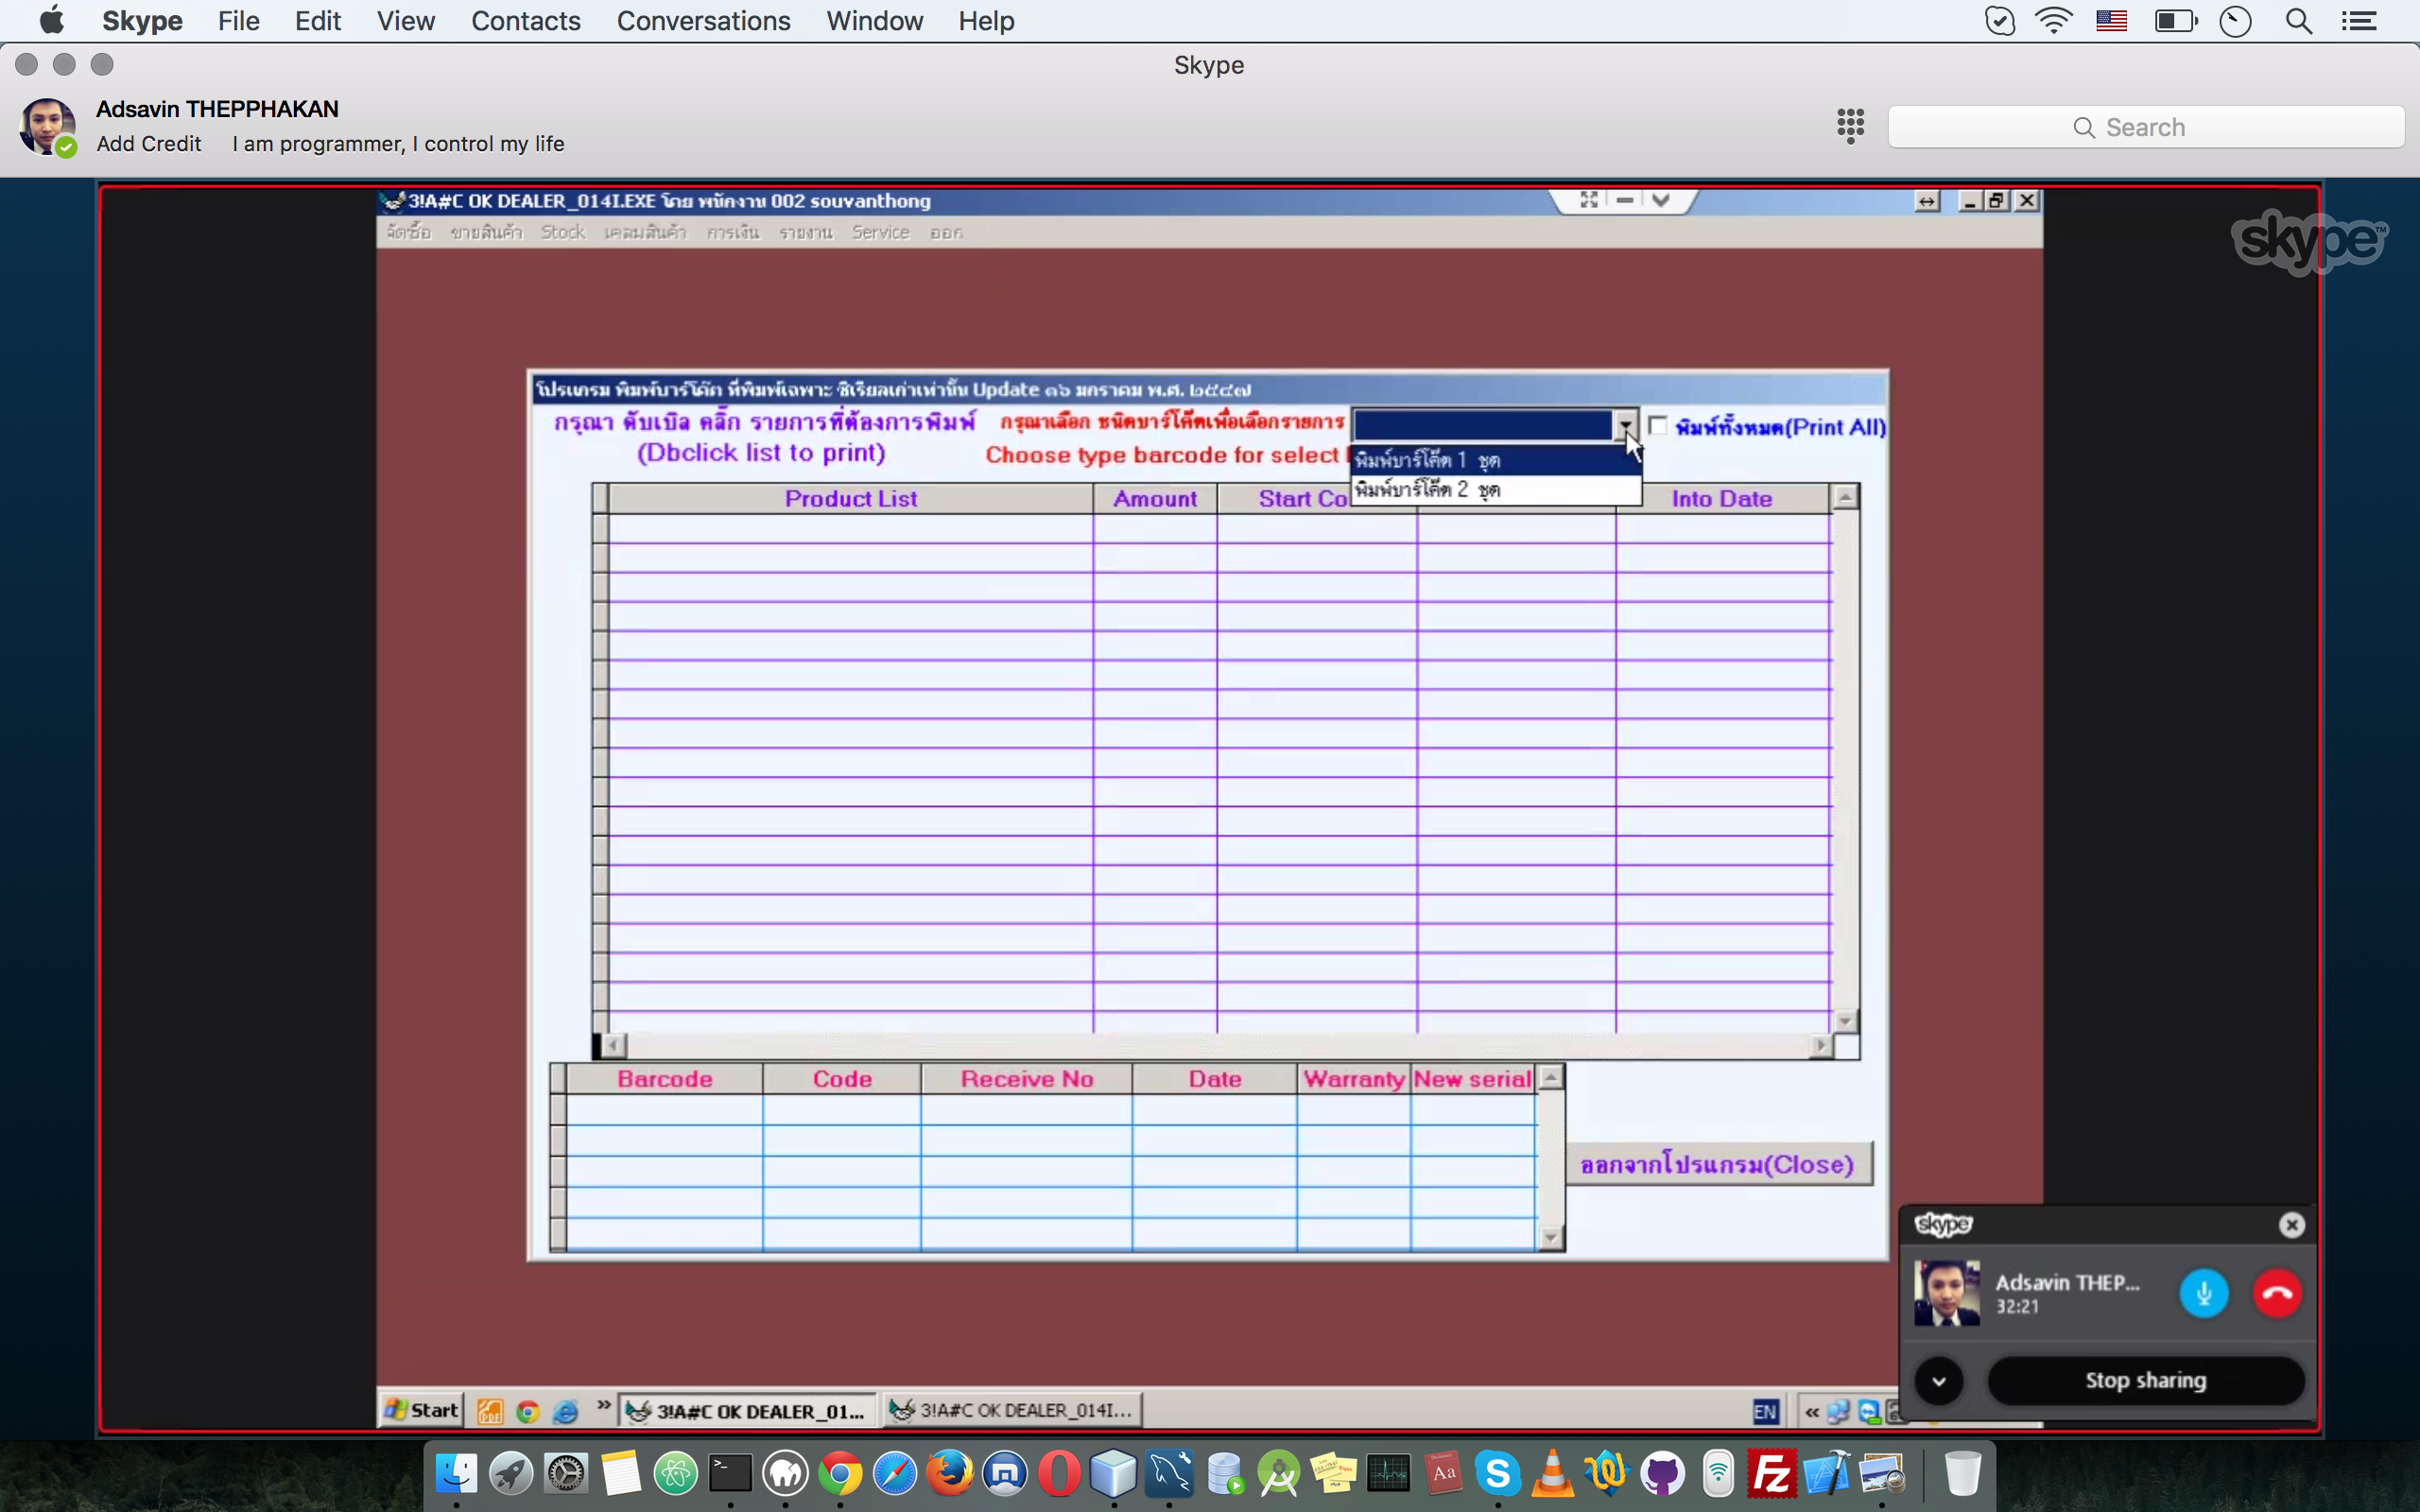 Skype File Edit View Contacts Conversations Window Help
Skype
Adsavin THEPPHAKAN
Add Credit I am programmer, I control my life
Search
3!A#C OK DEALER_014I.EXE โดย พนักงาน 002 souvanthong
จัดซื้อ ขายสินค้า Stock เคลมสินค้า การเงิน รายงาน Service ออก
skype™
โปรแกรม พิมพ์บาร์โค๊ต ที่พิมพ์เฉพาะ ซิเรียลเก่าเท่านั้น Update ๓๖ มกราคม พ.ศ. ๒๕๔๗
กรุณา ดับเบิล คลิ๊ก รายการที่ต้องการพิมพ์ กรุณาเลือก ชนิดบาร์โค๊ดเพื่อเลือกรายการ พิมพ์ทั้งหมด(Print All)
(Dbclick list to print) Choose type barcode for select
พิมพ์บาร์โค๊ด 1 ชุด
พิมพ์บาร์โค๊ด 2 ชุด
Product List Amount Start Co Into Date
Barcode Code Receive No Date Warranty New serial
ออกจากโปรแกรม(Close)
skype
Adsavin THEP...
32:21
Stop sharing
Start PDF » 3!A#C OK DEALER_01... 3!A#C OK DEALER_014I... EN «
>_ Aa S Fz